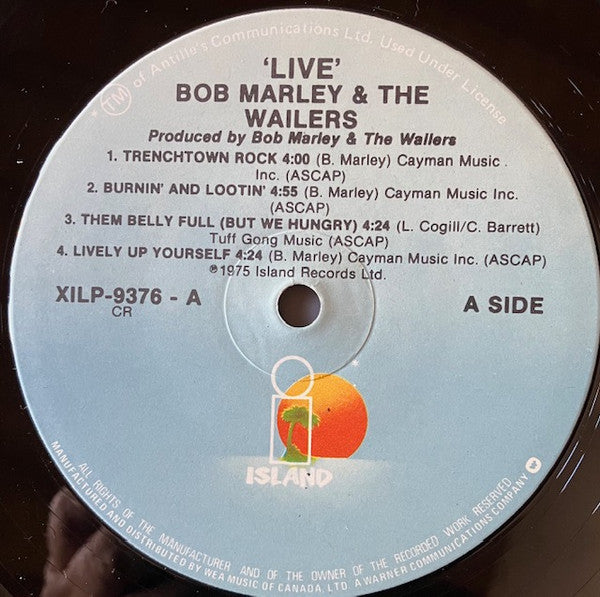 * TM of Antille's Communications Ltd. Used Under License
'LIVE'
BOB MARLEY & THE
WAILERS
Produced by Bob Marley & The Wailers
1. TRENCHTOWN ROCK 4:00 (B. Marley) Cayman Music .
Inc. (ASCAP)
2. BURNIN' AND LOOTIN' 4:55 (B. Marley) Cayman Music Inc.
(ASCAP)
3. THEM BELLY FULL (BUT WE HUNGRY) 4:24 (L. Cogill/C. Barrett)
Tuff Gong Music (ASCAP)
4. LIVELY UP YOURSELF 4:24 (B. Marley) Cayman Music Inc. (ASCAP)
℗1975 Island Records Ltd.
XILP-9376 - A
CR
A SIDE
i
ISLAND
ALL RIGHTS OF THE MANUFACTURER AND OF THE OWNER OF THE RECORDED WORK RESERVED
MANUFACTURED AND DISTRIBUTED BY WEA MUSIC OF CANADA, LTD. A WARNER COMMUNICATIONS COMPANY